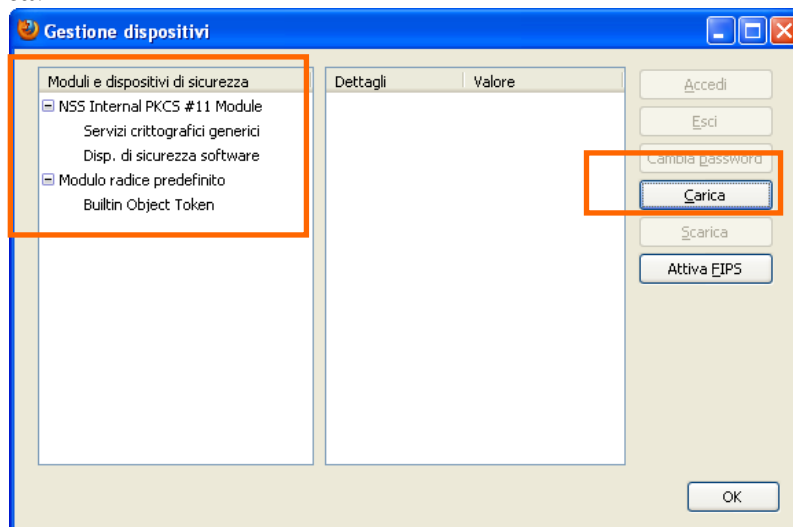 Gestione dispositivi
Moduli e dispositivi di sicurezza
NSS Internal PKCS #11 Module
Servizi crittografici generici
Disp. di sicurezza software
Modulo radice predefinito
Builtin Object Token
Dettagli Valore
Accedi
Esci
Cambia password
Carica
Scarica
Attiva FIPS
OK